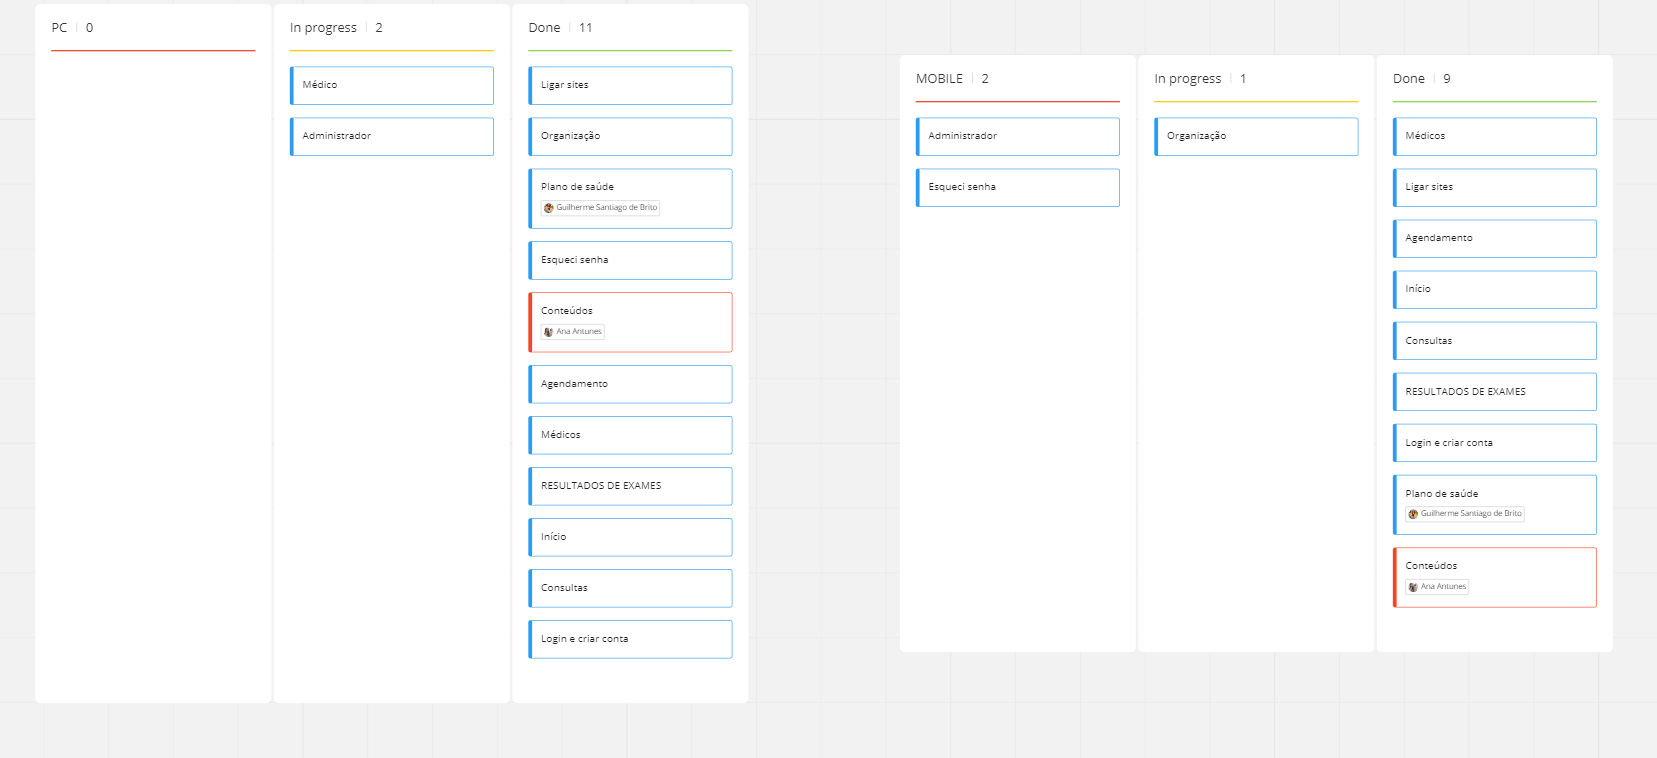 PC | 0
In progress | 2
Médico
Administrador
Done | 11
Ligar sites
Organização
Plano de saúde
Guilherme Santiago de Brito
Esqueci senha
Conteúdos
Ana Antunes
Agendamento
Médicos
RESULTADOS DE EXAMES
Início
Consultas
Login e criar conta
MOBILE | 2
Administrador
Esqueci senha
In progress | 1
Organização
Done | 9
Médicos
Ligar sites
Agendamento
Início
Consultas
RESULTADOS DE EXAMES
Login e criar conta
Plano de saúde
Guilherme Santiago de Brito
Conteúdos
Ana Antunes